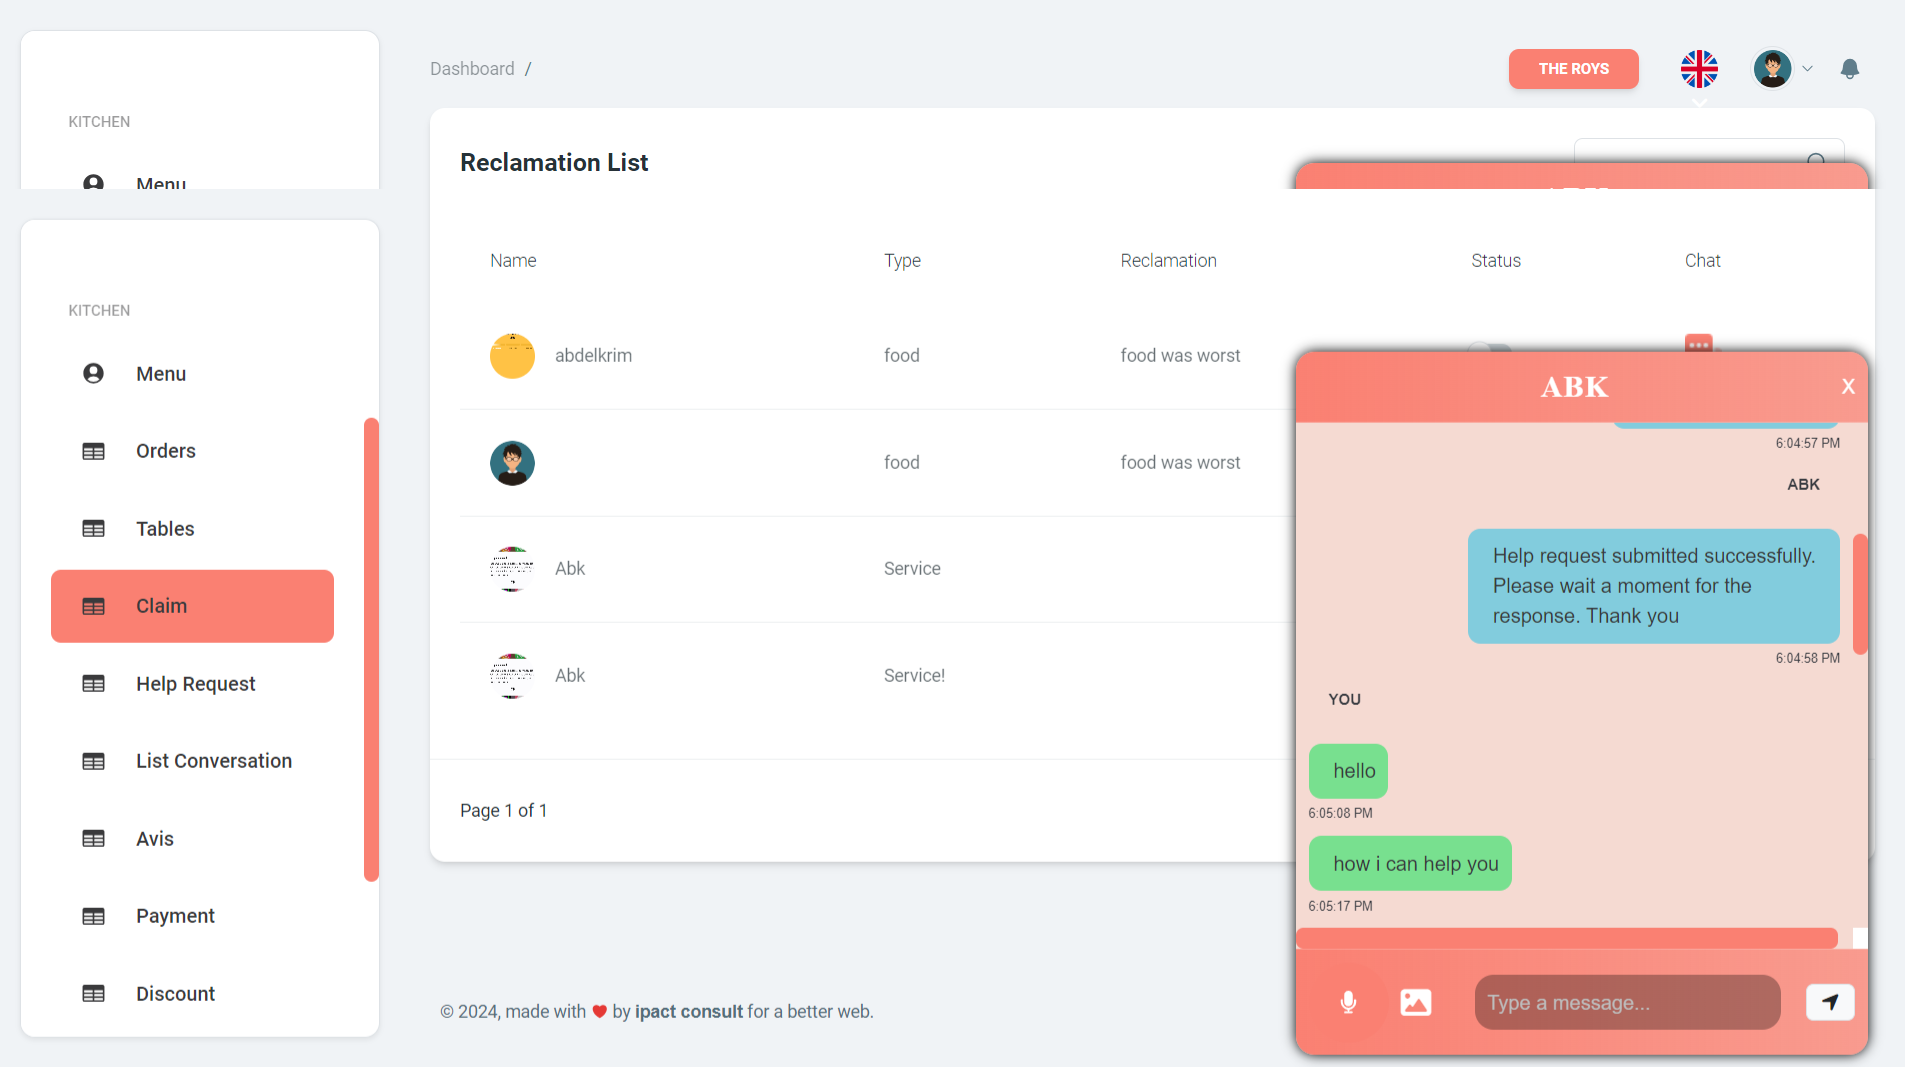 KITCHEN
Menu
KITCHEN
Menu
Orders
Tables
Claim
Help Request
List Conversation
Avis
Payment
Discount
Dashboard /
THE ROYS
Reclamation List
Name Type Reclamation Status Chat
abdelkrim food food was worst
food food was worst
Abk Service
Abk Service!
Page 1 of 1
© 2024, made with by ipact consult for a better web.
ABK X
6:04:57 PM
ABK
Help request submitted successfully.
Please wait a moment for the
response. Thank you
6:04:58 PM
YOU
hello
6:05:08 PM
how i can help you
6:05:17 PM
Type a message...